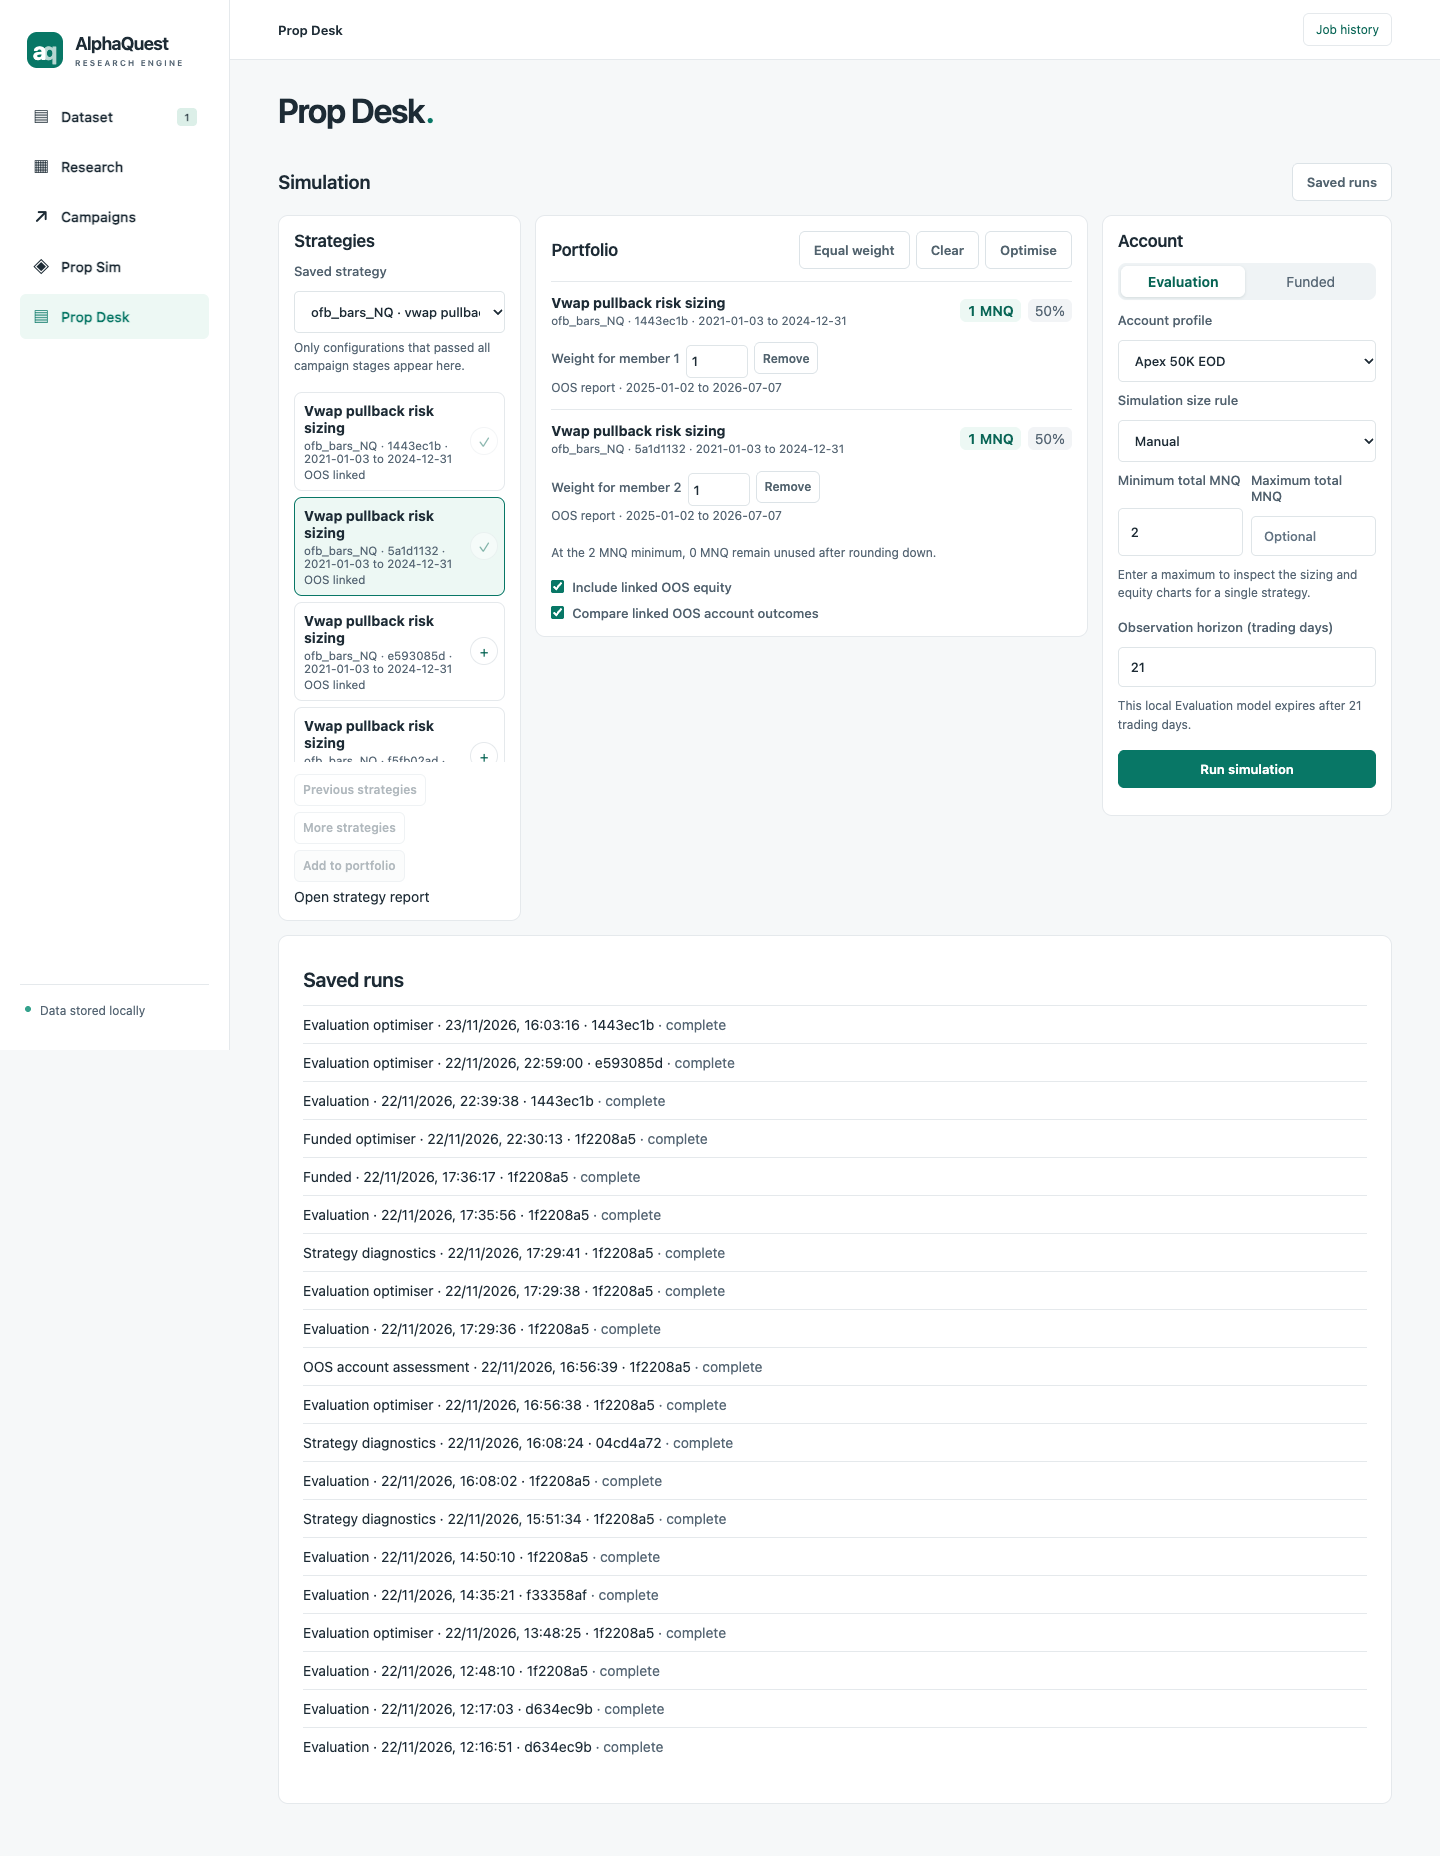 aq
AlphaQuest
RESEARCH ENGINE
Dataset
1
Research
Campaigns
Prop Sim
Prop Desk
Data stored locally
Prop Desk
Job history
Prop Desk.
Simulation
Saved runs
Strategies
Saved strategy
ofb_bars_NQ · vwap pullba
Only configurations that passed all
campaign stages appear here.
Vwap pullback risk
sizing
ofb_bars_NQ · 1443ec1b ·
2021-01-03 to 2024-12-31
OOS linked
Vwap pullback risk
sizing
ofb_bars_NQ · 5a1d1132 ·
2021-01-03 to 2024-12-31
OOS linked
Vwap pullback risk
sizing
ofb_bars_NQ · e593085d ·
2021-01-03 to 2024-12-31
OOS linked
Vwap pullback risk
sizing
ofb_bars_NQ · f5fb02ad ·
Previous strategies
More strategies
Add to portfolio
Open strategy report
Portfolio
Equal weight
Clear
Optimise
Vwap pullback risk sizing
1 MNQ
50%
ofb_bars_NQ · 1443ec1b · 2021-01-03 to 2024-12-31
Weight for member 1
1
Remove
OOS report · 2025-01-02 to 2026-07-07
Vwap pullback risk sizing
1 MNQ
50%
ofb_bars_NQ · 5a1d1132 · 2021-01-03 to 2024-12-31
Weight for member 2
1
Remove
OOS report · 2025-01-02 to 2026-07-07
At the 2 MNQ minimum, 0 MNQ remain unused after rounding down.
Include linked OOS equity
Compare linked OOS account outcomes
Account
Evaluation
Funded
Account profile
Apex 50K EOD
Simulation size rule
Manual
Minimum total MNQ
2
Maximum total
MNQ
Optional
Enter a maximum to inspect the sizing and
equity charts for a single strategy.
Observation horizon (trading days)
21
This local Evaluation model expires after 21
trading days.
Run simulation
Saved runs
Evaluation optimiser · 23/11/2026, 16:03:16 · 1443ec1b · complete
Evaluation optimiser · 22/11/2026, 22:59:00 · e593085d · complete
Evaluation · 22/11/2026, 22:39:38 · 1443ec1b · complete
Funded optimiser · 22/11/2026, 22:30:13 · 1f2208a5 · complete
Funded · 22/11/2026, 17:36:17 · 1f2208a5 · complete
Evaluation · 22/11/2026, 17:35:56 · 1f2208a5 · complete
Strategy diagnostics · 22/11/2026, 17:29:41 · 1f2208a5 · complete
Evaluation optimiser · 22/11/2026, 17:29:38 · 1f2208a5 · complete
Evaluation · 22/11/2026, 17:29:36 · 1f2208a5 · complete
OOS account assessment · 22/11/2026, 16:56:39 · 1f2208a5 · complete
Evaluation optimiser · 22/11/2026, 16:56:38 · 1f2208a5 · complete
Strategy diagnostics · 22/11/2026, 16:08:24 · 04cd4a72 · complete
Evaluation · 22/11/2026, 16:08:02 · 1f2208a5 · complete
Strategy diagnostics · 22/11/2026, 15:51:34 · 1f2208a5 · complete
Evaluation · 22/11/2026, 14:50:10 · 1f2208a5 · complete
Evaluation · 22/11/2026, 14:35:21 · f33358af · complete
Evaluation optimiser · 22/11/2026, 13:48:25 · 1f2208a5 · complete
Evaluation · 22/11/2026, 12:48:10 · 1f2208a5 · complete
Evaluation · 22/11/2026, 12:17:03 · d634ec9b · complete
Evaluation · 22/11/2026, 12:16:51 · d634ec9b · complete